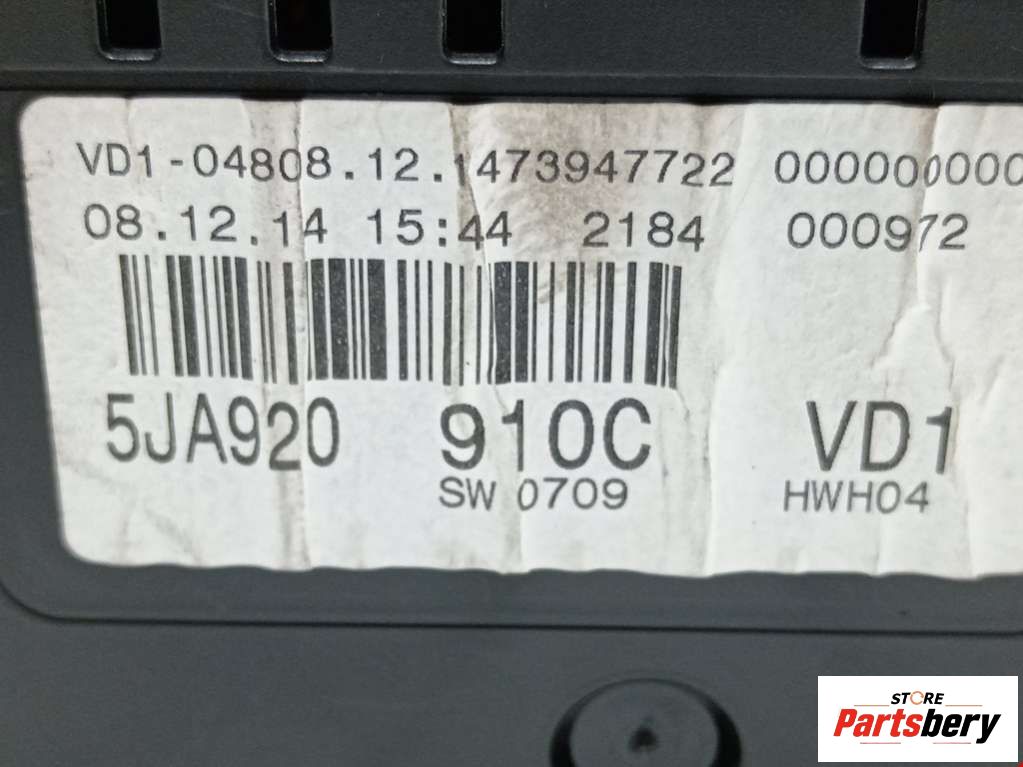 VD1-04808.12.1473947722 000000000
08.12.14 15:44 2184 000972
5JA920 910C VD1
SW 0709 HWH04
STORE
Partsbery